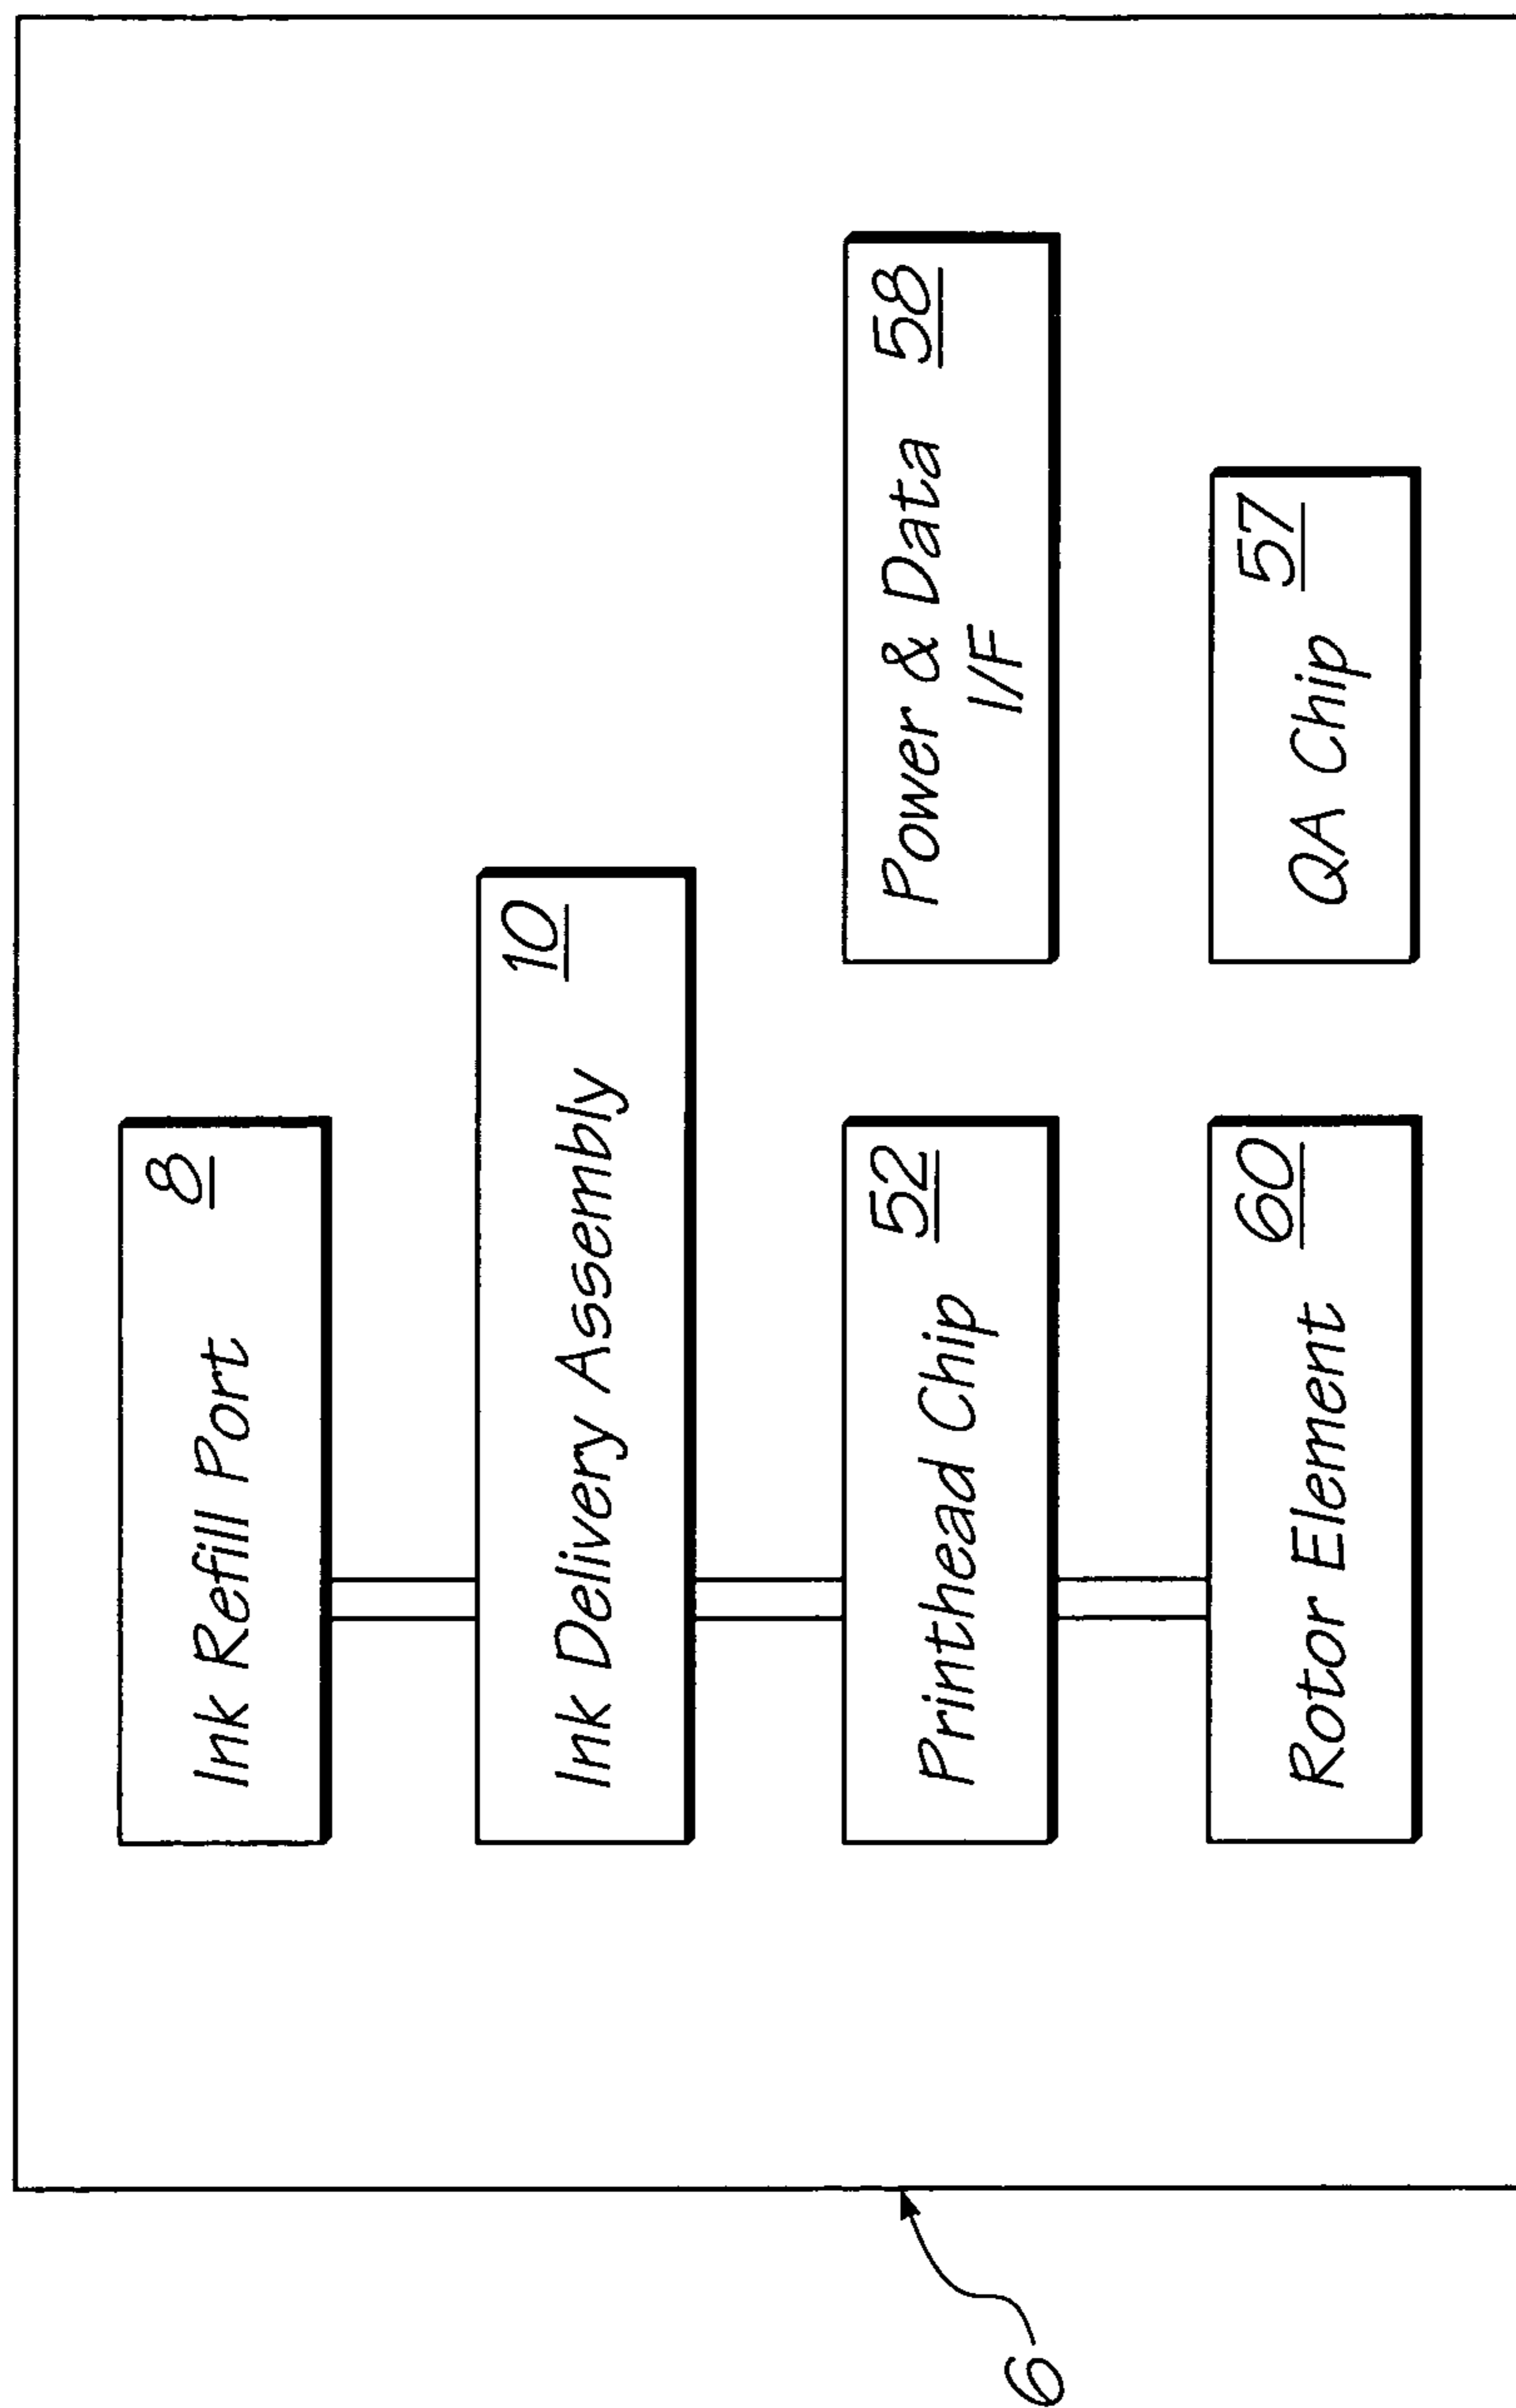 Ink Refill Port 8
Ink Delivery Assembly 10
Printhead Chip 52
Power & Data 58
I/F
Rotor Element 60
QA Chip 57
6